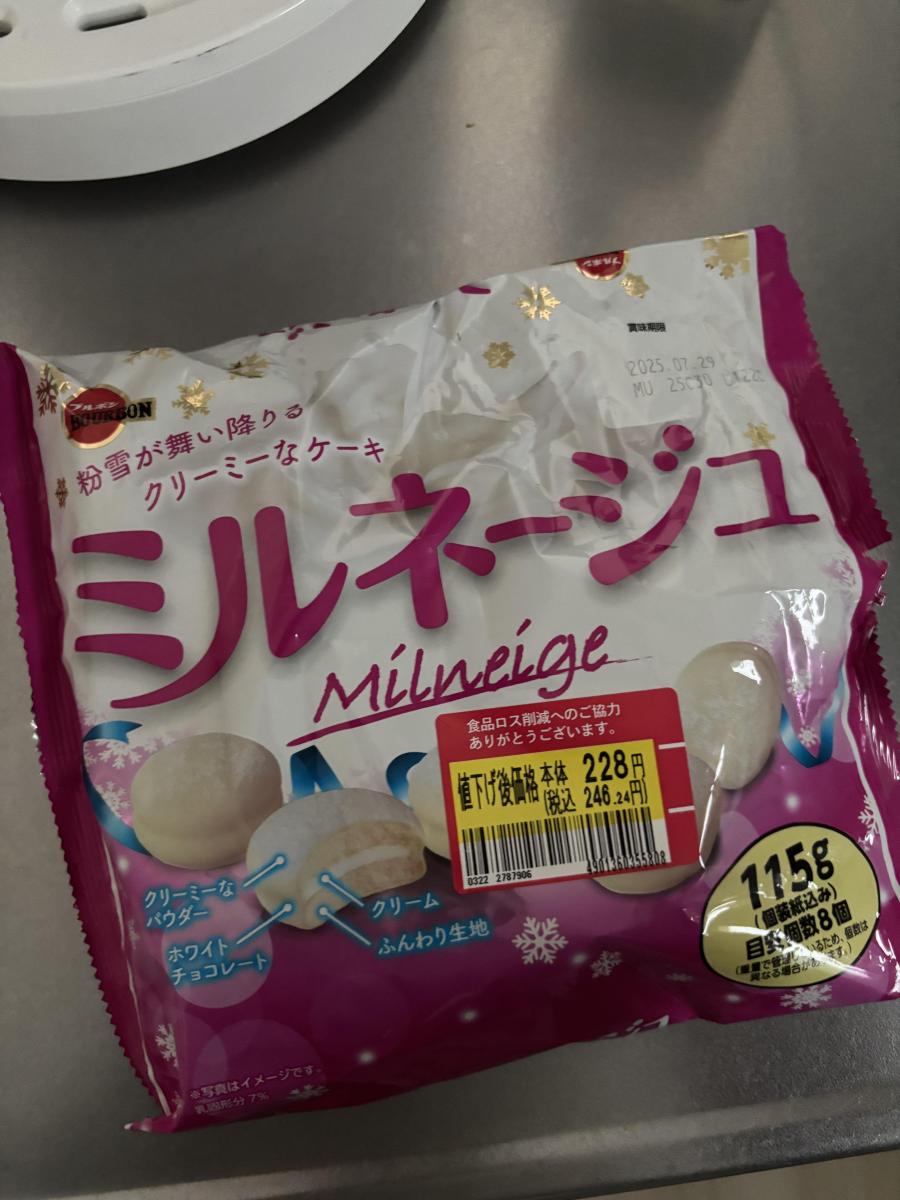 ブルボン
賞味期限
2025.07.29
ブルボン
BOURBON
粉雪が舞い降りる
クリーミーなケーキ
ミルネージュ
Milneige
食品ロス削減へのご協力
ありがとうございます。
値下げ後価格 本体 228円
(税込 246.24円)
0322 2787906
4901360355808
115g
(個装紙込み)
目安個数8個
クリーミーな
パウダー
クリーム
ホワイト
チョコレート
ふんわり生地
※写真はイメージです。
乳固形分 7%